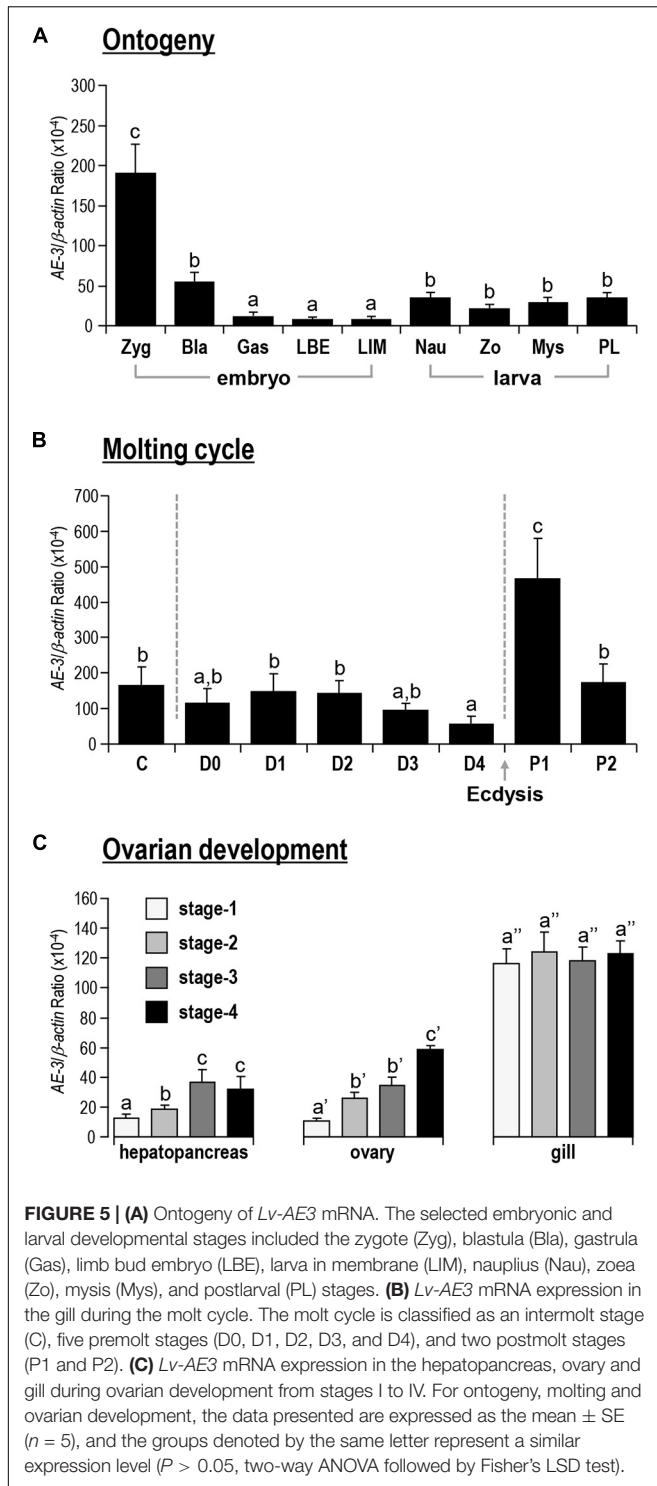 A Ontogeny
300
250
200
150
100
50
0
AE-3/β-actin Ratio (x10⁻⁴)
c b a a a b b b b
Zyg Bla Gas LBE LIM Nau Zo Mys PL
embryo larva
B Molting cycle
700
600
500
400
300
200
100
0
AE-3/β-actin Ratio (x10⁻⁴)
b a,b b b a,b a c b
C D0 D1 D2 D3 D4 P1 P2
Ecdysis
C Ovarian development
160
140
120
100
80
60
40
20
0
AE-3/β-actin Ratio (x10⁻⁴)
stage-1
stage-2
stage-3
stage-4
a b c c a’ b’ b’ c’ a’’ a’’ a’’ a’’
hepatopancreas ovary gill
FIGURE 5 | (A) Ontogeny of Lv-AE3 mRNA. The selected embryonic and
larval developmental stages included the zygote (Zyg), blastula (Bla), gastrula
(Gas), limb bud embryo (LBE), larva in membrane (LIM), nauplius (Nau), zoea
(Zo), mysis (Mys), and postlarval (PL) stages. (B) Lv-AE3 mRNA expression in
the gill during the molt cycle. The molt cycle is classified as an intermolt stage
(C), five premolt stages (D0, D1, D2, D3, and D4), and two postmolt stages
(P1 and P2). (C) Lv-AE3 mRNA expression in the hepatopancreas, ovary and
gill during ovarian development from stages I to IV. For ontogeny, molting and
ovarian development, the data presented are expressed as the mean ± SE
(n = 5), and the groups denoted by the same letter represent a similar
expression level (P > 0.05, two-way ANOVA followed by Fisher’s LSD test).